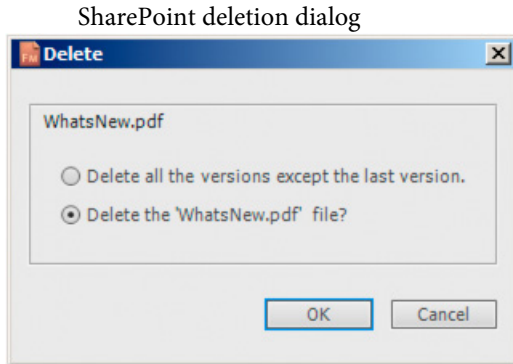 SharePoint deletion dialog
FM Delete
WhatsNew.pdf
Delete all the versions except the last version.
Delete the 'WhatsNew.pdf' file?
OK Cancel